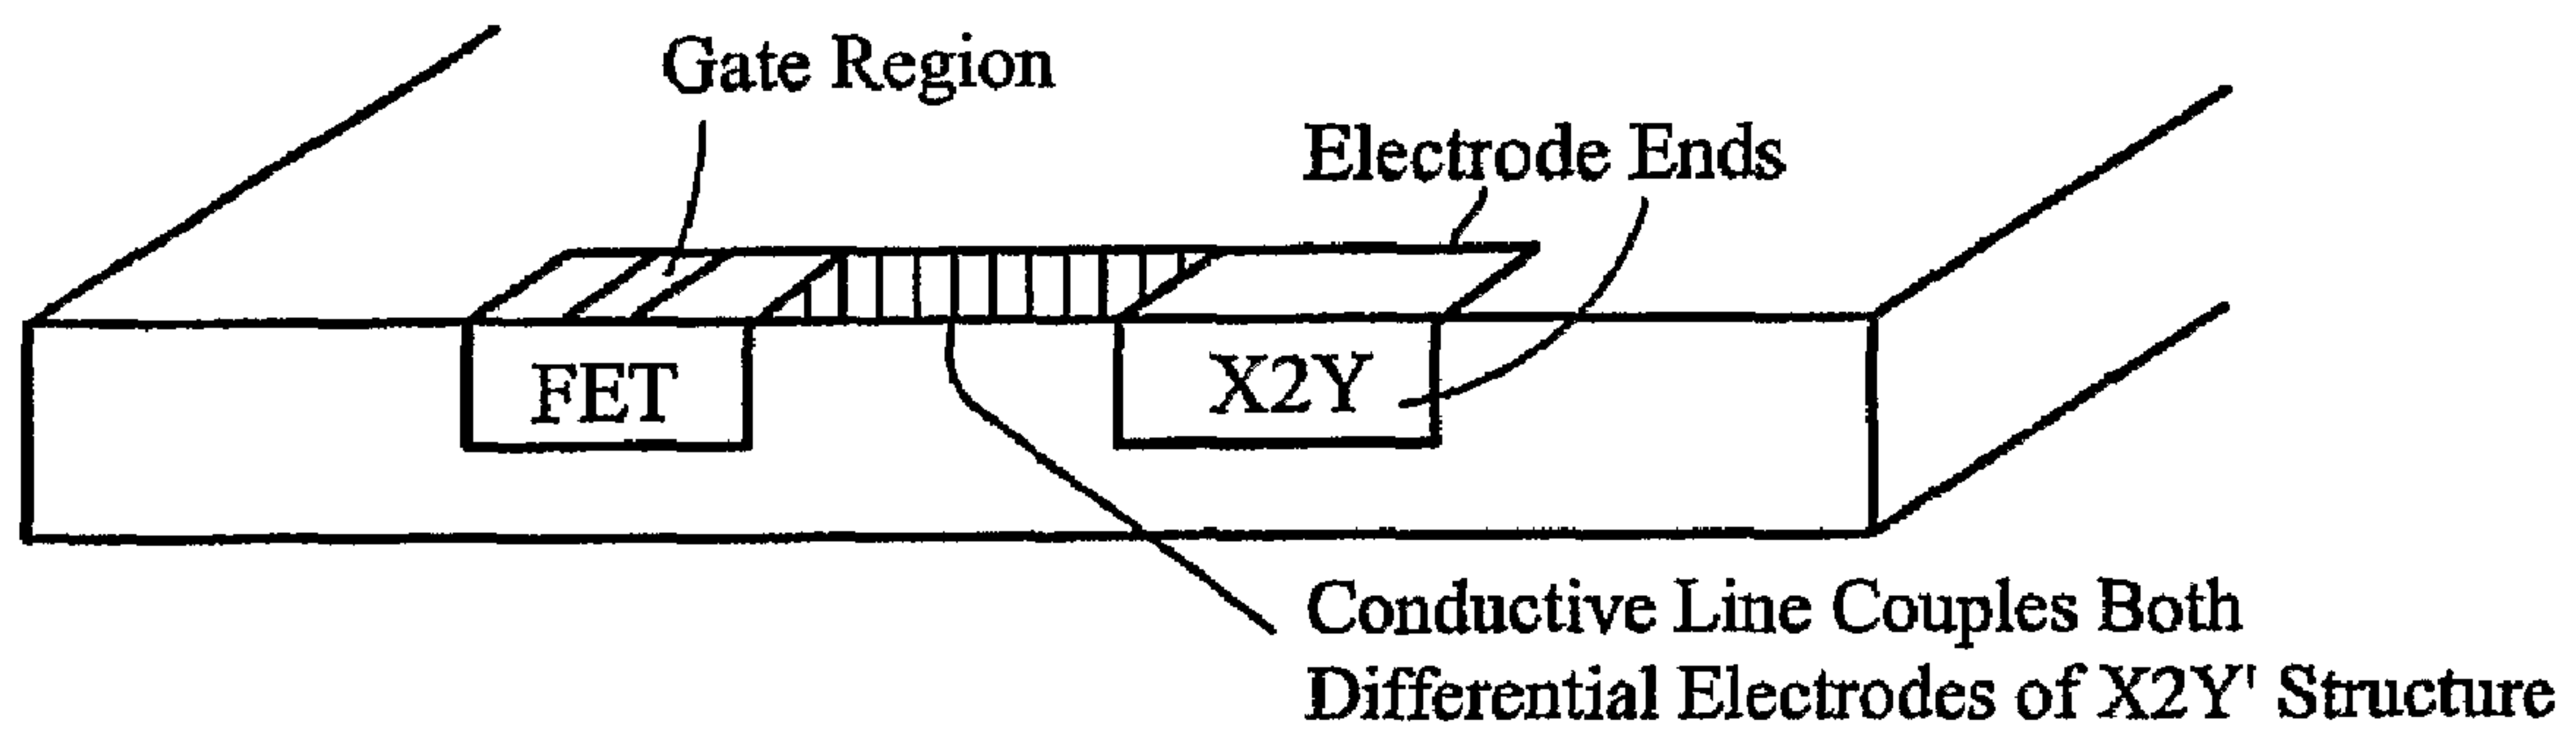 Gate Region
Electrode Ends
FET
X2Y
Conductive Line Couples Both
Differential Electrodes of X2Y' Structure